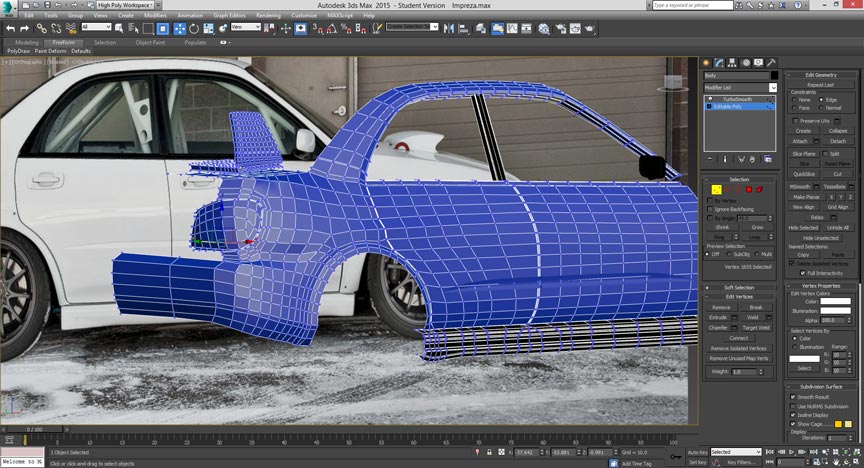 High Poly Workspace
Autodesk 3ds Max 2015 - Student Version Impreza.max
Type a keyword or phrase
Edit Tools Group Views Create Modifiers Animation Graph Editors Rendering Customize MAXScript Help
All
View
Create Selection Se
Modeling Freeform Selection Object Paint Populate
PolyDraw Paint Deform Defaults
[+][Orthographic][Shaded]
Body
Modifier List
TurboSmooth
Editable Poly
Selection
By Vertex
Ignore Backfacing
By Angle:
Shrink Grow
Ring Loop
Preview Selection
Off SubObj Multi
Vertex 1655 Selected
Soft Selection
Edit Vertices
Remove Break
Extrude Weld
Chamfer Target Weld
Connect
Remove Isolated Vertices
Remove Unused Map Verts
Weight: 1.0
Edit Geometry
Repeat Last
Constraints
None Edge
Face Normal
Preserve UVs
Create Collapse
Attach Detach
Slice Plane Split
Slice Reset Plane
QuickSlice Cut
MSmooth Tessellate
Make Planar X Y Z
View Align Grid Align
Relax
Hide Selected Unhide All
Hide Unselected
Named Selections:
Copy Paste
Delete Isolated Vertices
Full Interactivity
Vertex Properties
Edit Vertex Colors
Color:
Illumination:
Alpha: 100.0
Select Vertices By
Color
Illumination Range:
R: 10
G: 10
B: 10
Select
Subdivision Surface
Smooth Result
Use NURMS Subdivision
Isoline Display
Show Cage......
Display
Iterations: 1
0 / 100
0 5 10 15 20 25 30 35 40 45 50 55 60 65 70 75 80 85 90 95 100
1 Object Selected
X: -37.642 Y: -53.881 Z: -0.991 Grid = 10.0
Auto Key Selected
Welcome to M
Click or click-and-drag to select objects
Add Time Tag
Set Key Key Filters...